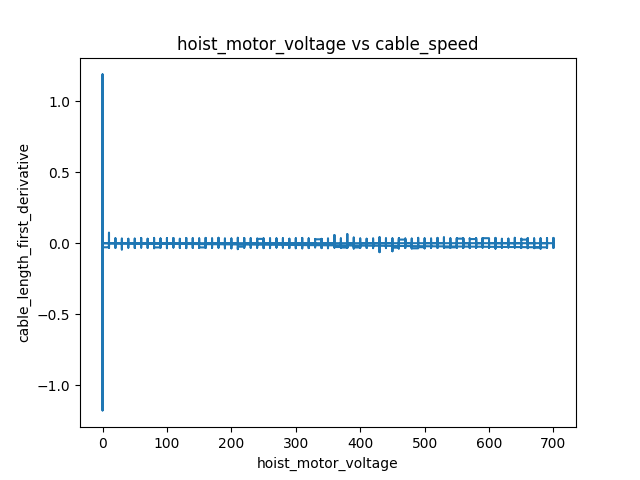 hoist_motor_voltage vs cable_speed
1.0
0.5
0.0
−0.5
−1.0
cable_length_first_derivative
0 100 200 300 400 500 600 700
hoist_motor_voltage